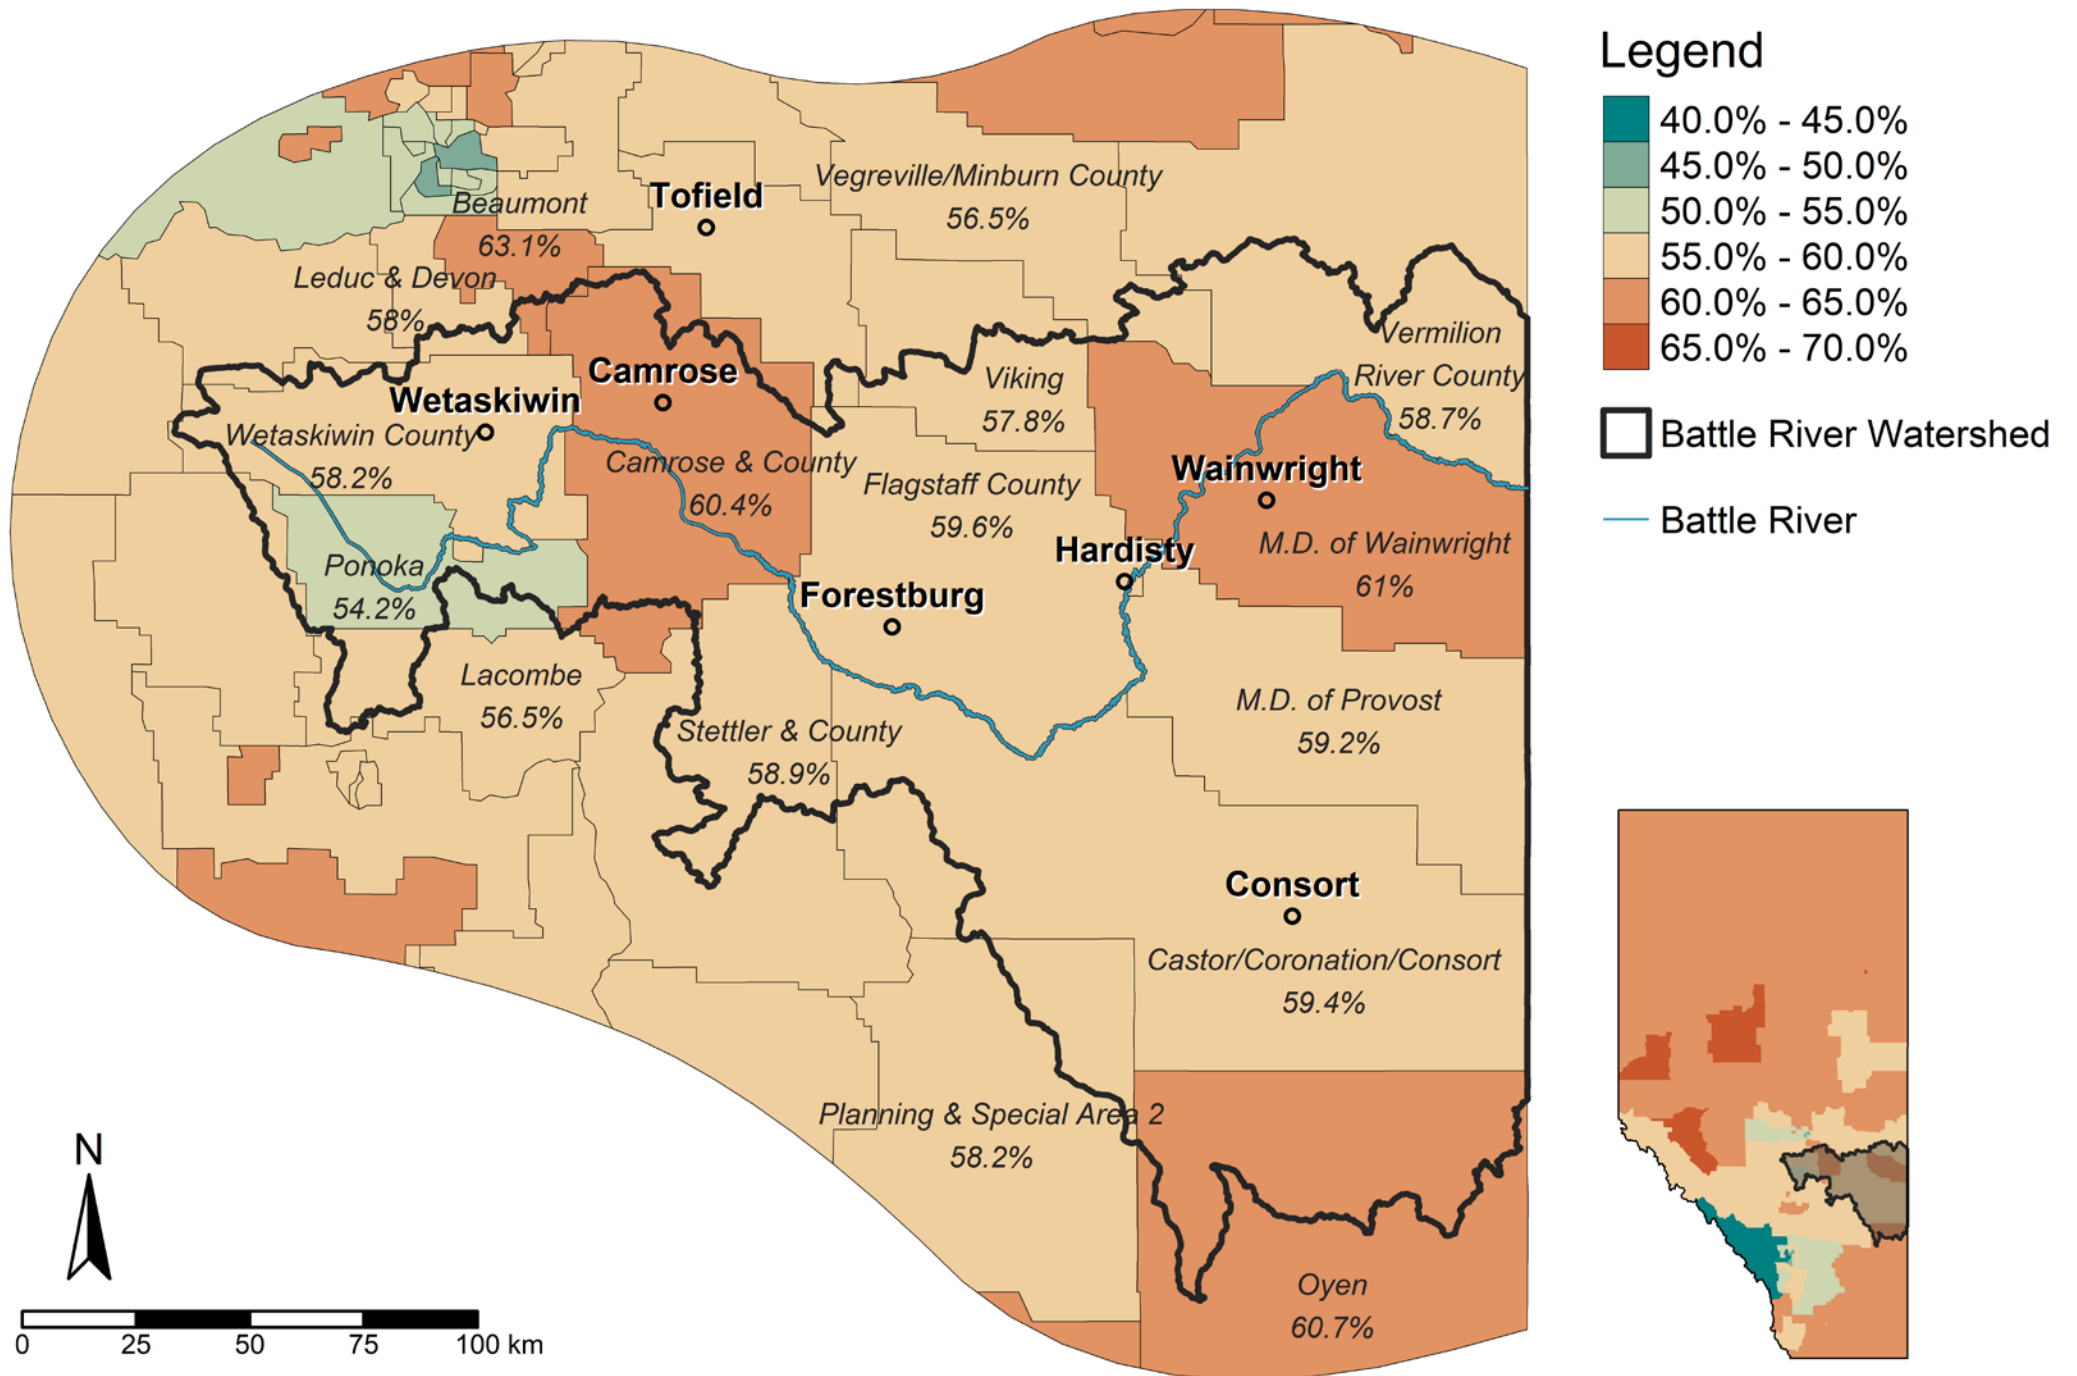 Legend
40.0% - 45.0%
45.0% - 50.0%
50.0% - 55.0%
55.0% - 60.0%
60.0% - 65.0%
65.0% - 70.0%
Battle River Watershed
Battle River
Vegreville/Minburn County
56.5%
Tofield
Beaumont
63.1%
Leduc & Devon
58%
Vermilion
River County
58.7%
Camrose
Viking
57.8%
Wetaskiwin
Wetaskiwin County
58.2%
Camrose & County
60.4%
Flagstaff County
59.6%
Wainwright
M.D. of Wainwright
61%
Hardisty
Ponoka
54.2%
Forestburg
Lacombe
56.5%
Stettler & County
58.9%
M.D. of Provost
59.2%
Consort
Castor/Coronation/Consort
59.4%
Planning & Special Area 2
58.2%
Oyen
60.7%
N
0 25 50 75 100 km